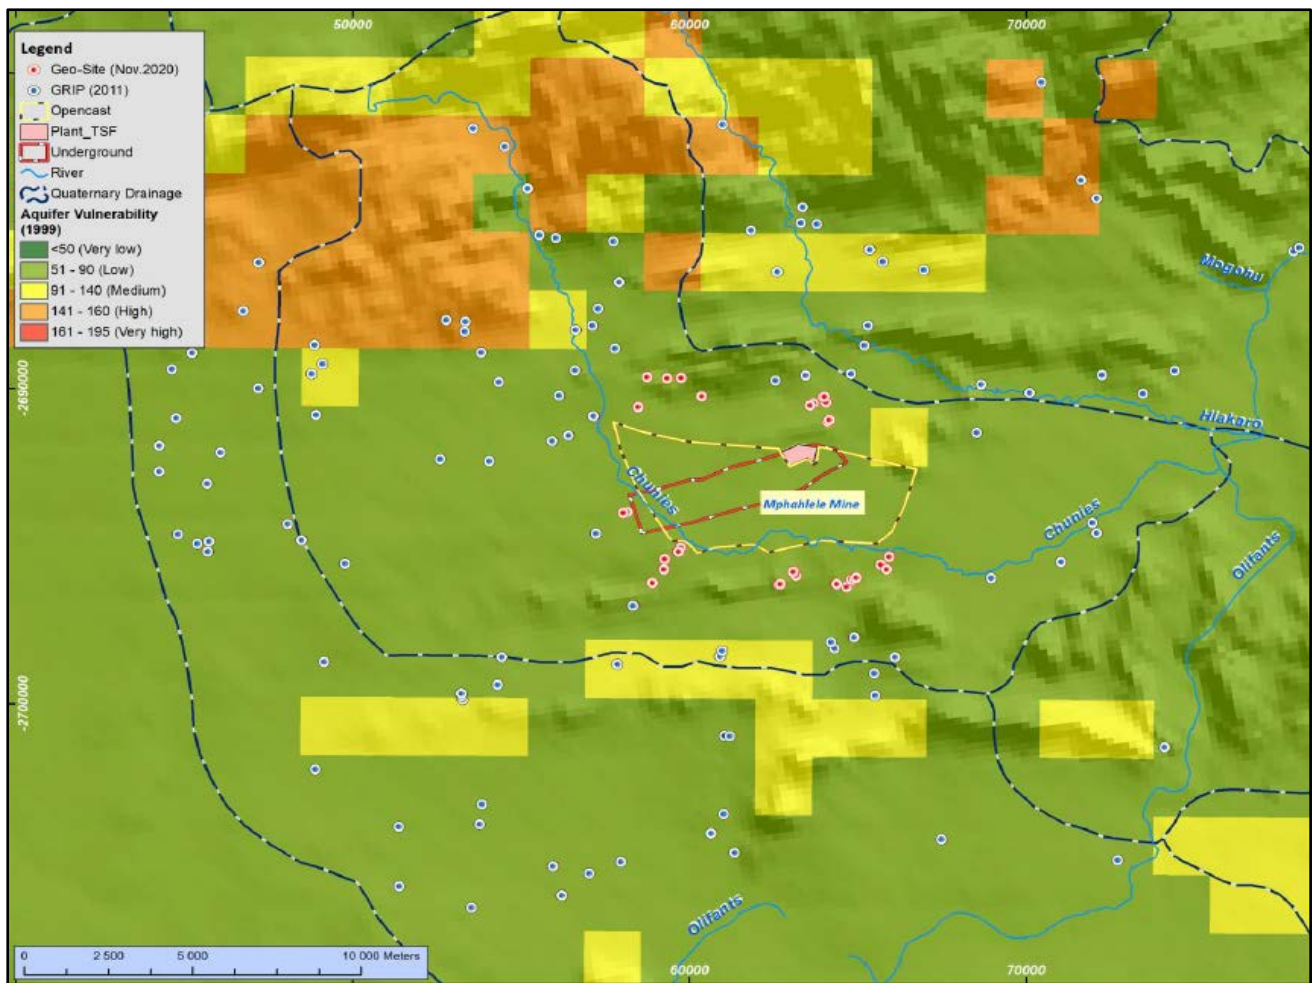 50000
60000
70000
Legend
Geo-Site (Nov.2020)
GRIP (2011)
Opencast
Plant_TSF
Underground
River
Quaternary Drainage
Aquifer Vulnerability
(1999)
<50 (Very low)
51 - 90 (Low)
91 - 140 (Medium)
141 - 160 (High)
161 - 195 (Very high)
Mogohu
-2690000
Hlakaro
Chunies
Mphahlele Mine
Chunies
Olifants
-2700000
Olifants
0 2 500 5 000 10 000 Meters
60000
70000